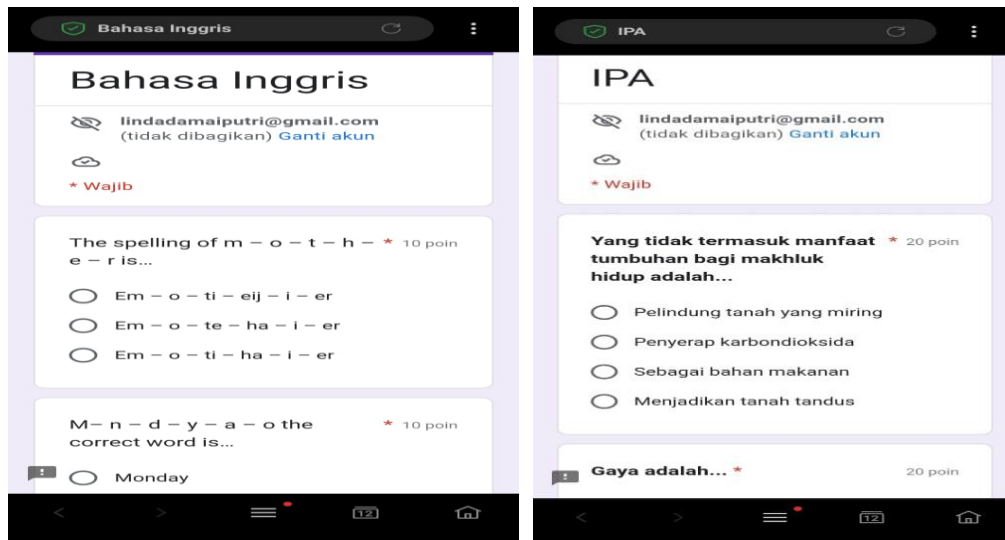 Bahasa Inggris
Bahasa Inggris
lindadamaiputri@gmail.com
(tidak dibagikan) Ganti akun
* Wajib
The spelling of m – o – t – h – * 10 poin
e – r is...
Em – o – ti – eij – i – er
Em – o – te – ha – i – er
Em – o – ti – ha – i – er
M– n – d – y – a – o the * 10 poin
correct word is...
Monday
12
IPA
IPA
lindadamaiputri@gmail.com
(tidak dibagikan) Ganti akun
* Wajib
Yang tidak termasuk manfaat * 20 poin
tumbuhan bagi makhluk
hidup adalah...
Pelindung tanah yang miring
Penyerap karbondioksida
Sebagai bahan makanan
Menjadikan tanah tandus
Gaya adalah... * 20 poin
12